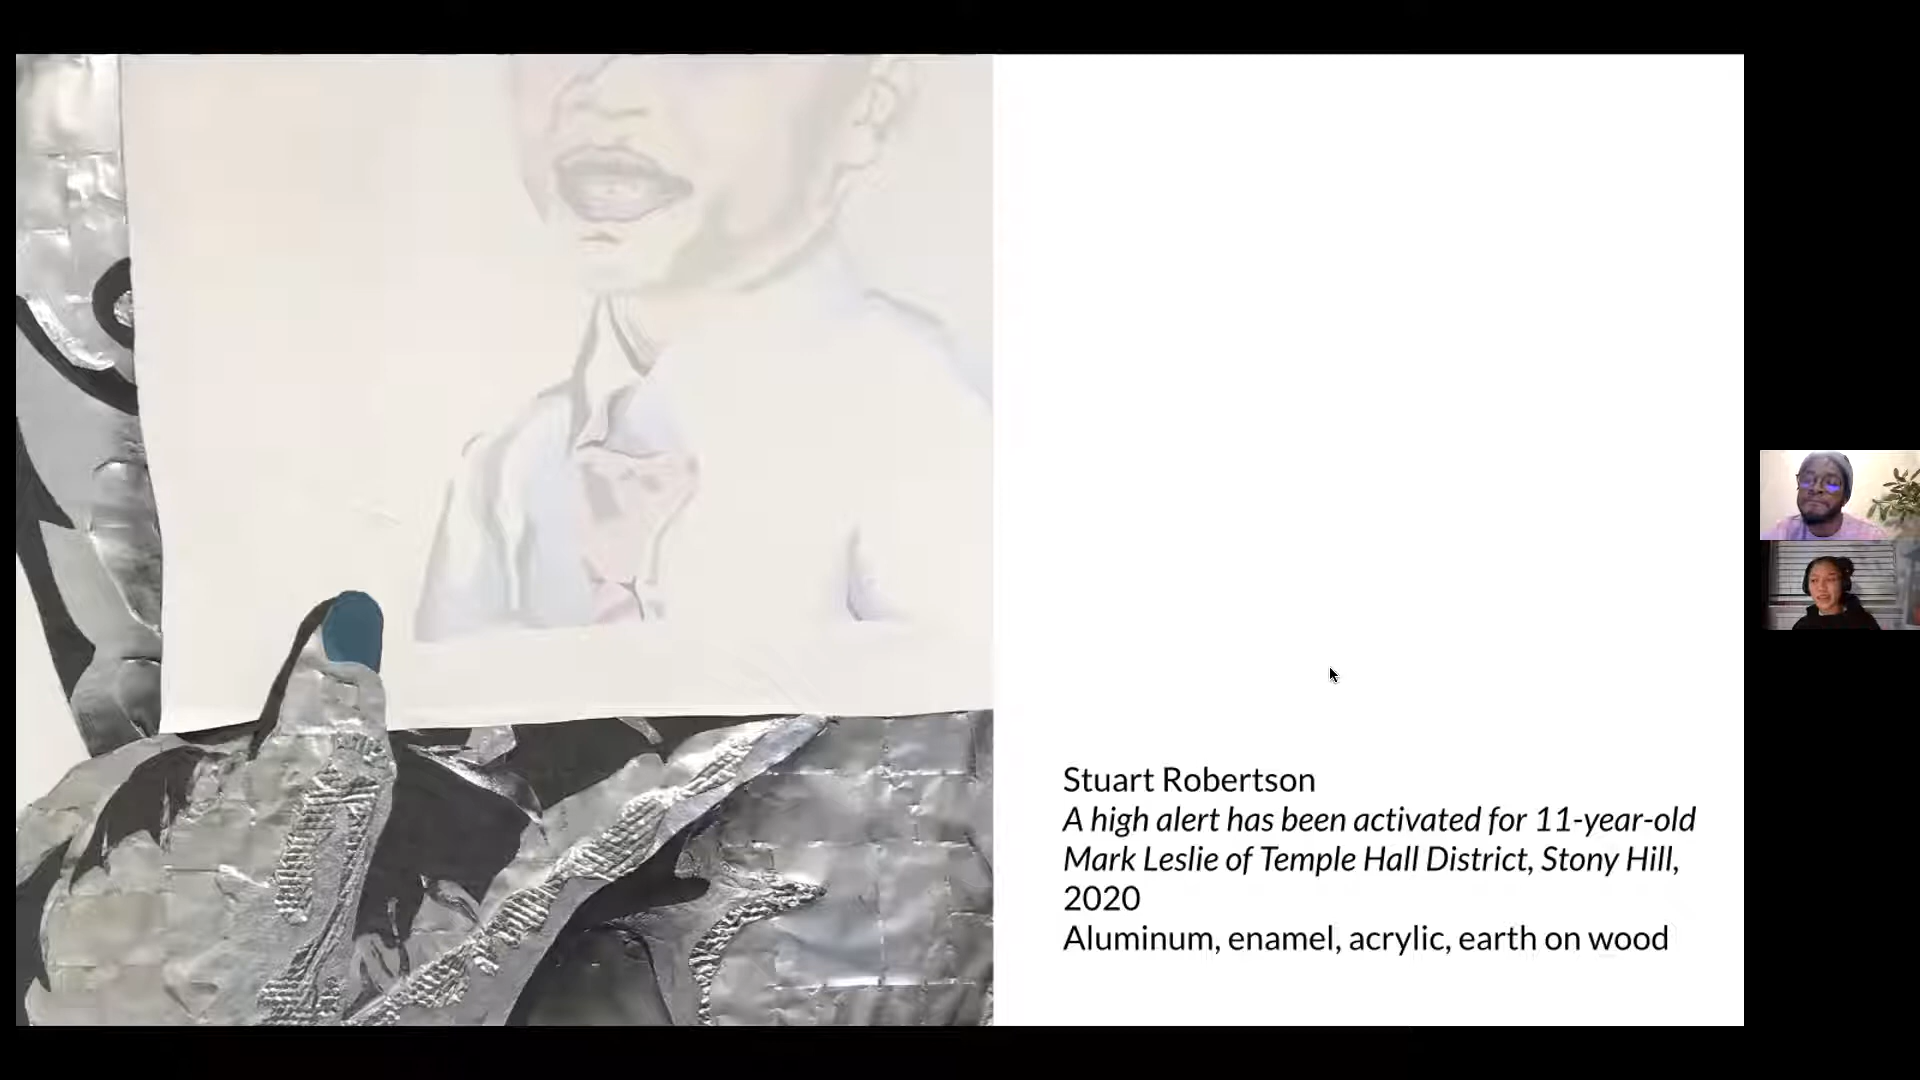 Stuart Robertson
A high alert has been activated for 11-year-old
Mark Leslie of Temple Hall District, Stony Hill,
2020
Aluminum, enamel, acrylic, earth on wood